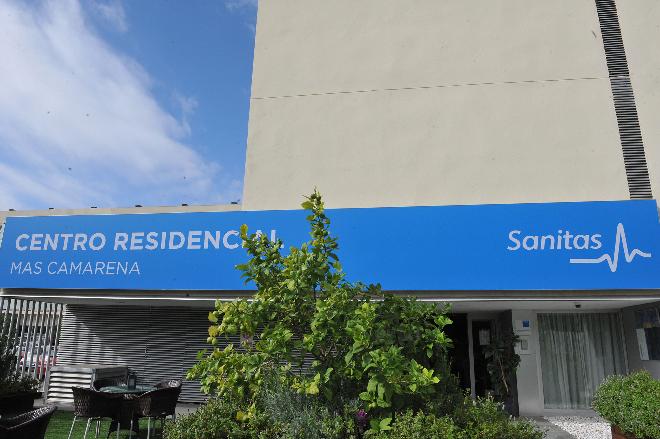 CENTRO RESIDENCIAL
MAS CAMARENA
Sanitas